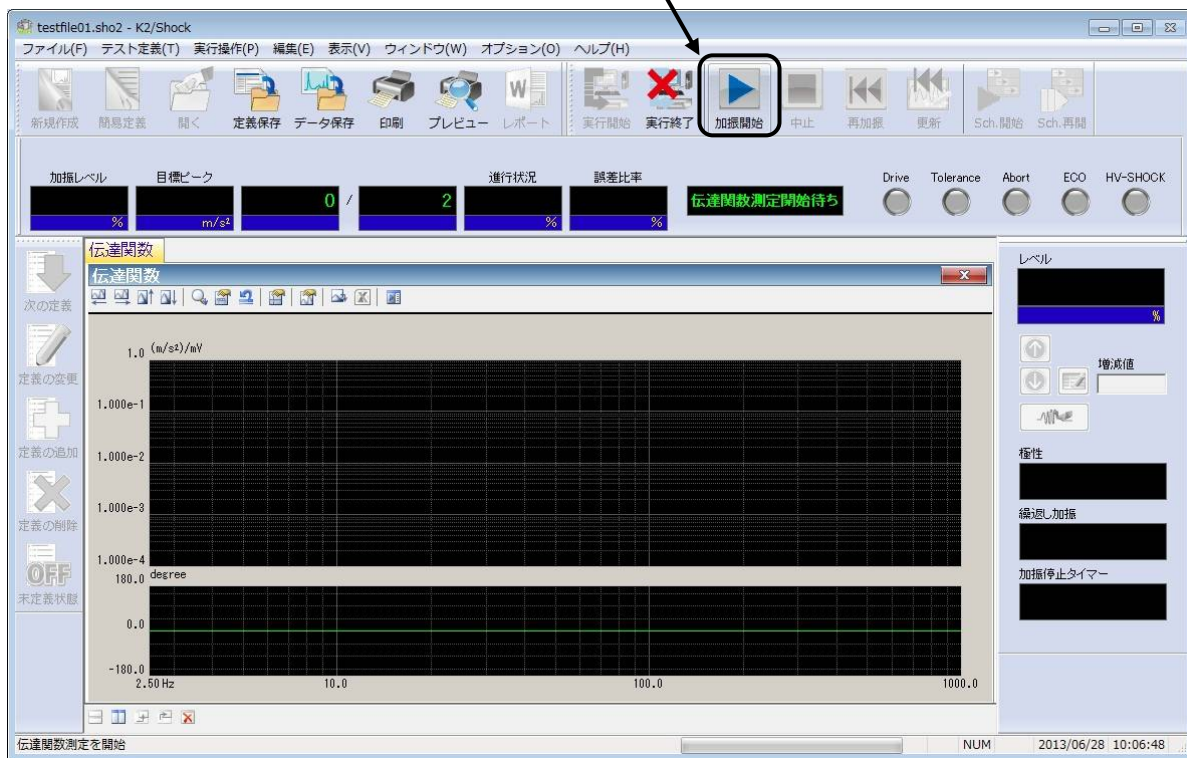 testfile01.sho2 - K2/Shock
ファイル(F) テスト定義(T) 実行操作(P) 編集(E) 表示(V) ウィンドウ(W) オプション(O) ヘルプ(H)
新規作成 簡易定義 開く 定義保存 データ保存 印刷 プレビュー レポート 実行開始 実行終了 加振開始 中止 再加振 更新 Sch.開始 Sch.再開
W
加振レベル 目標ピーク 進行状況 誤差比率 Drive Tolerance Abort ECO HV-SHOCK
0 / 2 伝達関数測定開始待ち
% m/s² % %
伝達関数
伝達関数
次の定義
定義の変更
定義の追加
定義の削除
OFF
未定義状態
1.0 (m/s²)/mV
1.000e-1
1.000e-2
1.000e-3
1.000e-4
180.0 degree
0.0
-180.0
2.50 Hz 10.0 100.0 1000.0
レベル
%
増減値
極性
繰返し加振
加振停止タイマー
伝達関数測定を開始 NUM 2013/06/28 10:06:48